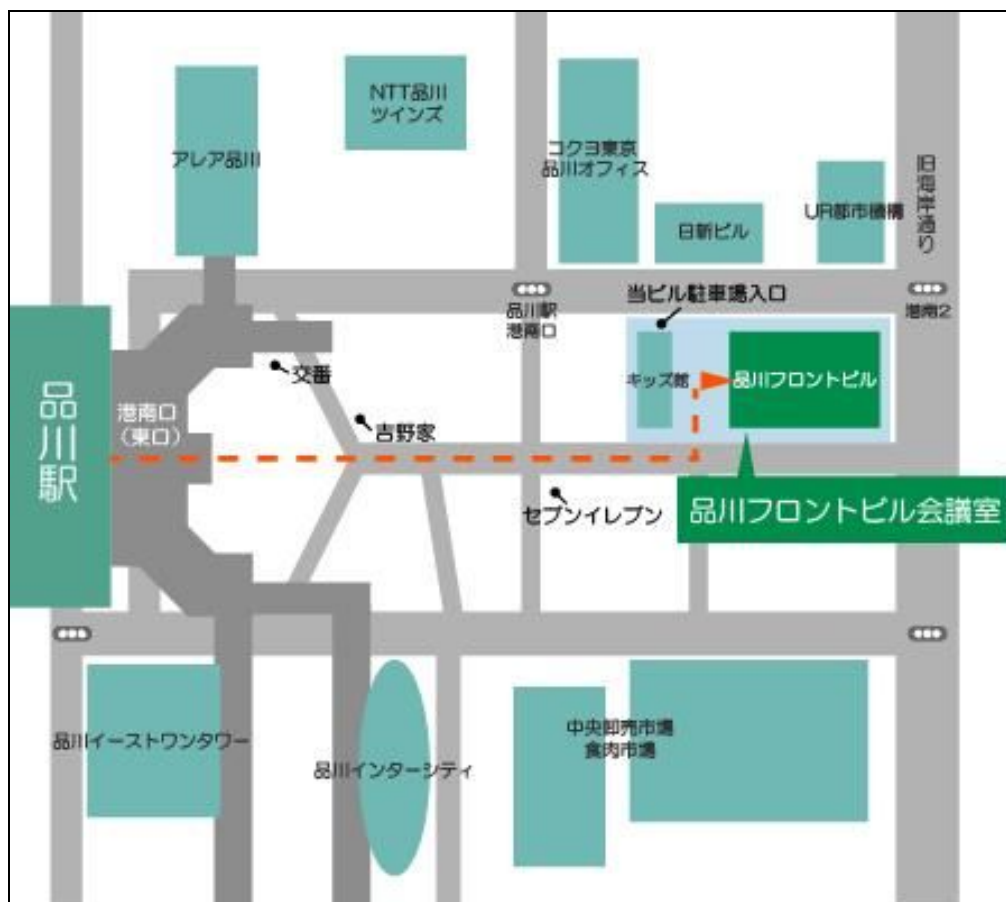 NTT品川
ツインズ
アレア品川
コクヨ東京
品川オフィス
旧海岸通り
UR都市機構
日新ビル
当ビル駐車場入口
品川駅
港南口
港南2
交番
キッズ館
品川フロントビル
品川駅
港南口
(東口)
吉野家
セブンイレブン
品川フロントビル会議室
品川イーストワンタワー
品川インターシティ
中央卸売市場
食肉市場